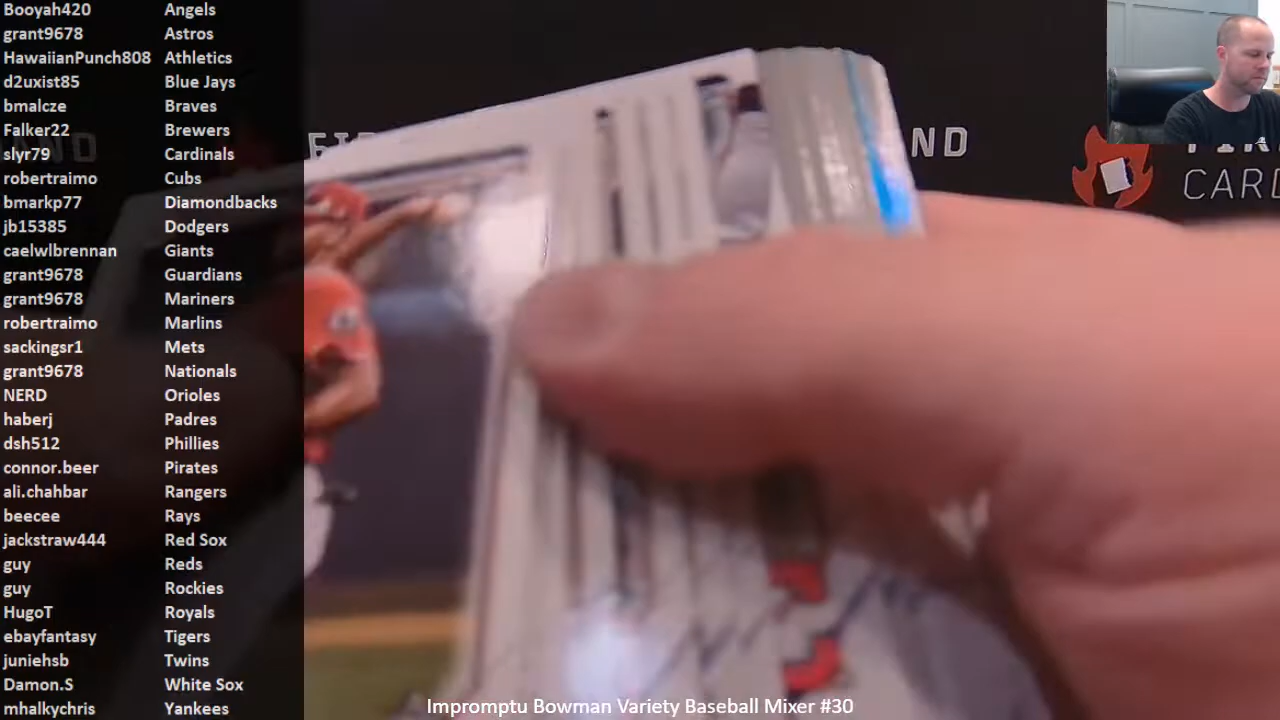 Booyah420 Angels
grant9678 Astros
HawaiianPunch808 Athletics
d2uxist85 Blue Jays
bmalcze Braves
Falker22 Brewers
slyr79 Cardinals
robertraimo Cubs
bmarkp77 Diamondbacks
jb15385 Dodgers
caelwlbrennan Giants
grant9678 Guardians
grant9678 Mariners
robertraimo Marlins
sackingsr1 Mets
grant9678 Nationals
NERD Orioles
haberj Padres
dsh512 Phillies
connor.beer Pirates
ali.chahbar Rangers
beecee Rays
jackstraw444 Red Sox
guy Reds
guy Rockies
HugoT Royals
ebayfantasy Tigers
juniehsb Twins
Damon.S White Sox
mhalkychris Yankees
ND
Impromptu Bowman Variety Baseball Mixer #30